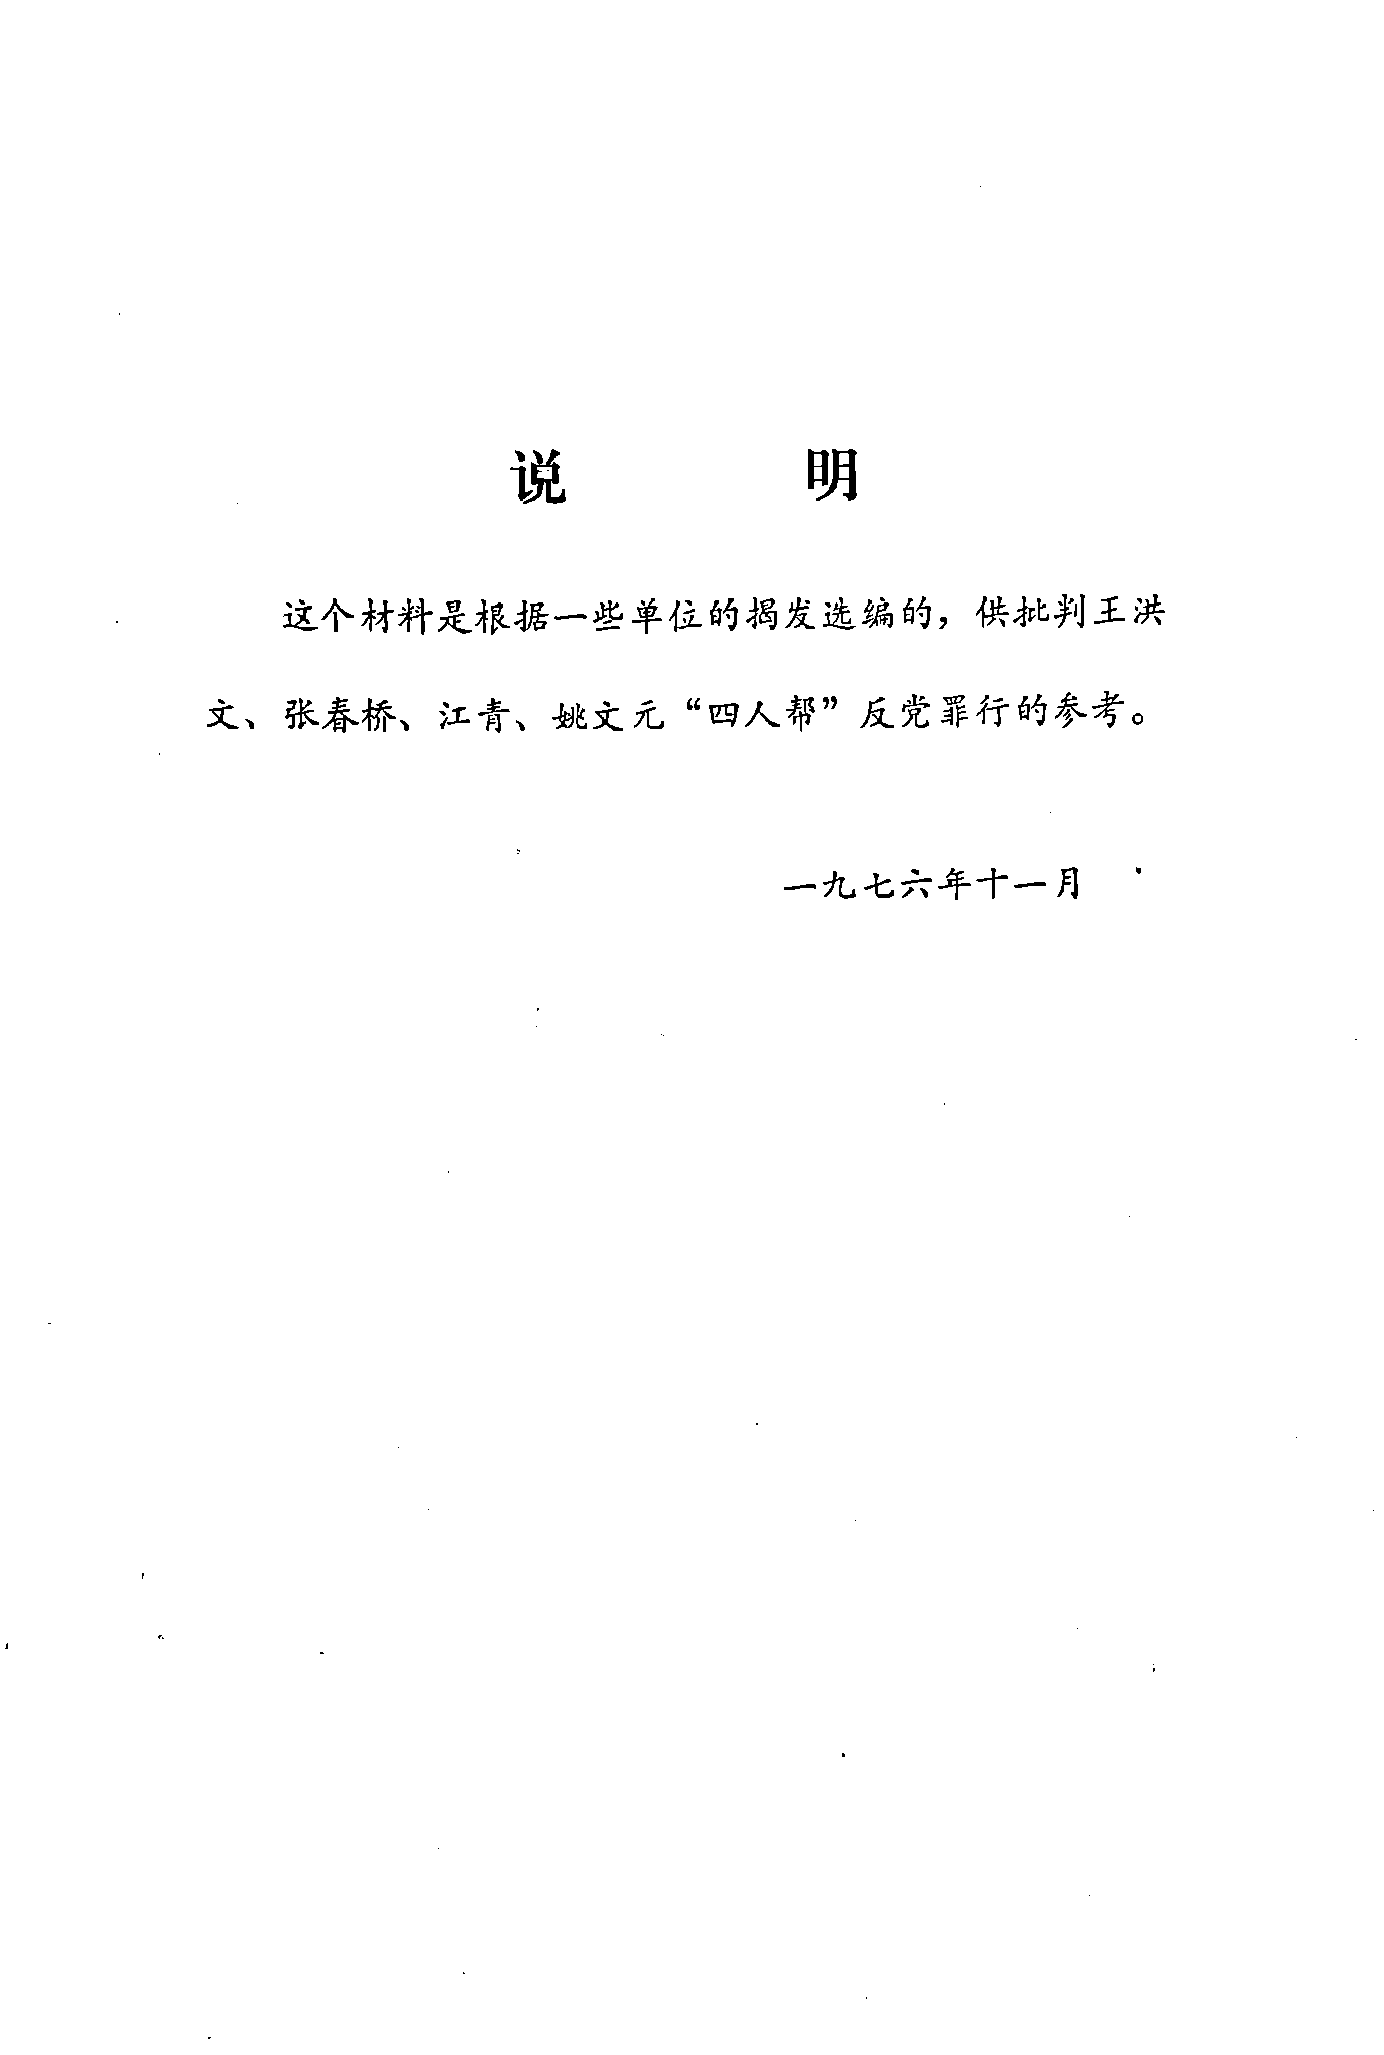 说 明
这个材料是根据一些单位的揭发选编的，供批判王洪
文、张春桥、江青、姚文元“四人帮”反党罪行的参考。
一九七六年十一月